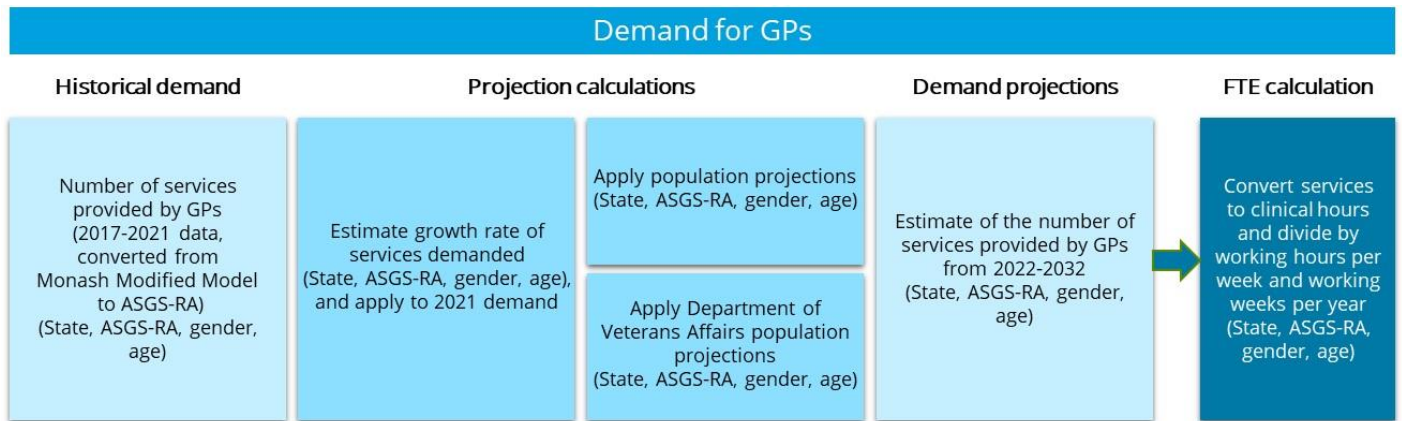 Demand for GPs
Historical demand
Projection calculations
Demand projections
FTE calculation
Number of services
provided by GPs
(2017-2021 data,
converted from
Monash Modified Model
to ASGS-RA)
(State, ASGS-RA, gender,
age)
Estimate growth rate of
services demanded
(State, ASGS-RA, gender, age),
and apply to 2021 demand
Apply population projections
(State, ASGS-RA, gender, age)
Apply Department of
Veterans Affairs population
projections
(State, ASGS-RA, gender, age)
Estimate of the number of
services provided by GPs
from 2022-2032
(State, ASGS-RA, gender,
age)
Convert services
to clinical hours
and divide by
working hours per
week and working
weeks per year
(State, ASGS-RA,
gender, age)